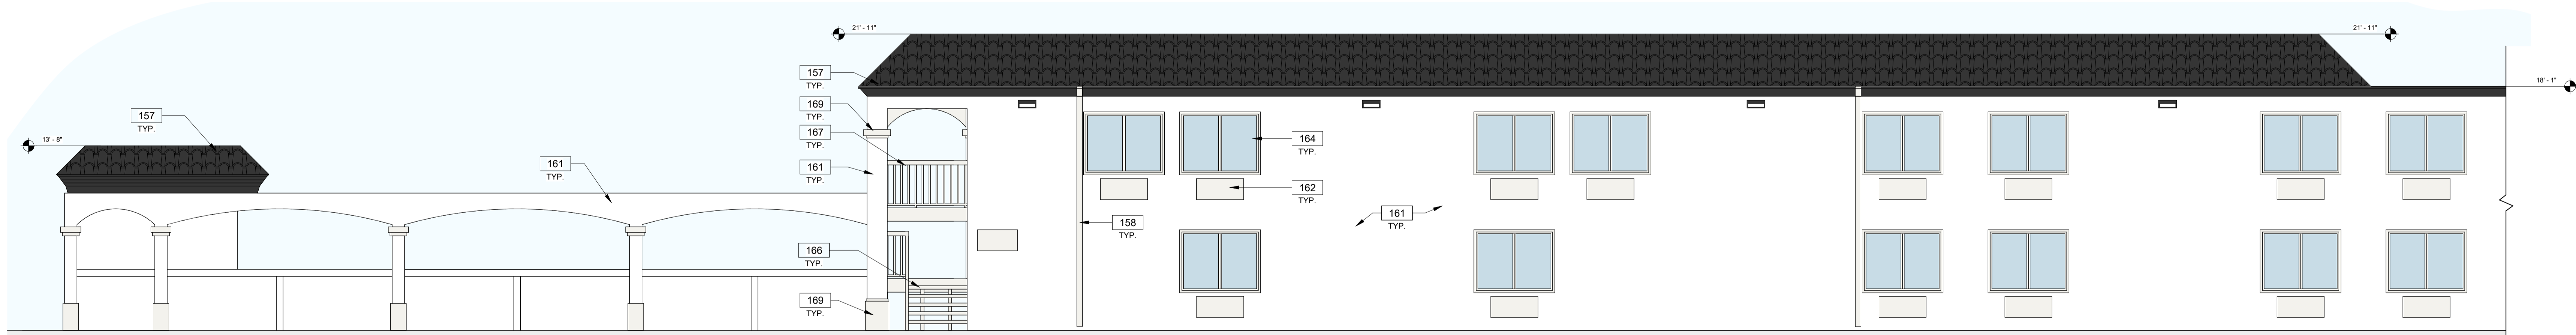 21' - 11"
21' - 11"
18' - 1"
157
TYP.
169
TYP.
157
TYP.
167
TYP.
164
TYP.
13' - 8"
161
TYP.
161
TYP.
162
TYP.
161
TYP.
158
TYP.
166
TYP.
169
TYP.